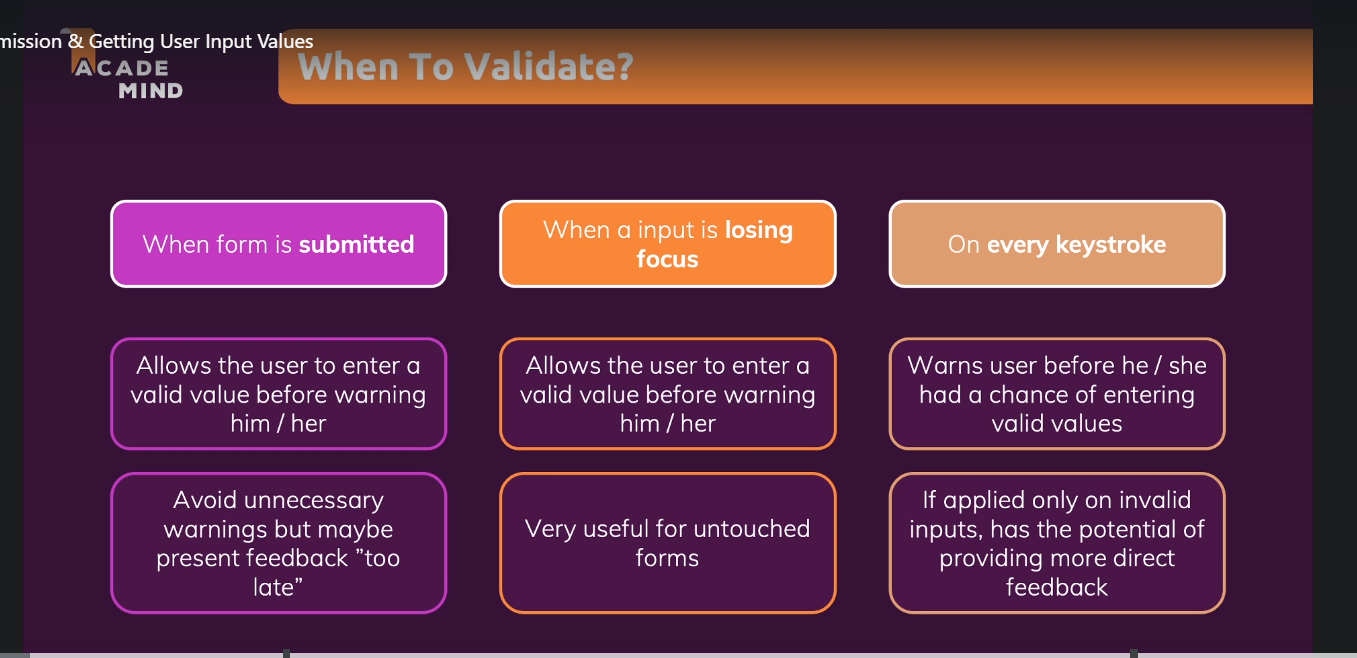 mission & Getting User Input Values
ACADE
MIND
When To Validate?
When form is submitted
When a input is losing
focus
On every keystroke
Allows the user to enter a
valid value before warning
him / her
Allows the user to enter a
valid value before warning
him / her
Warns user before he / she
had a chance of entering
valid values
Avoid unnecessary
warnings but maybe
present feedback ”too
late”
Very useful for untouched
forms
If applied only on invalid
inputs, has the potential of
providing more direct
feedback